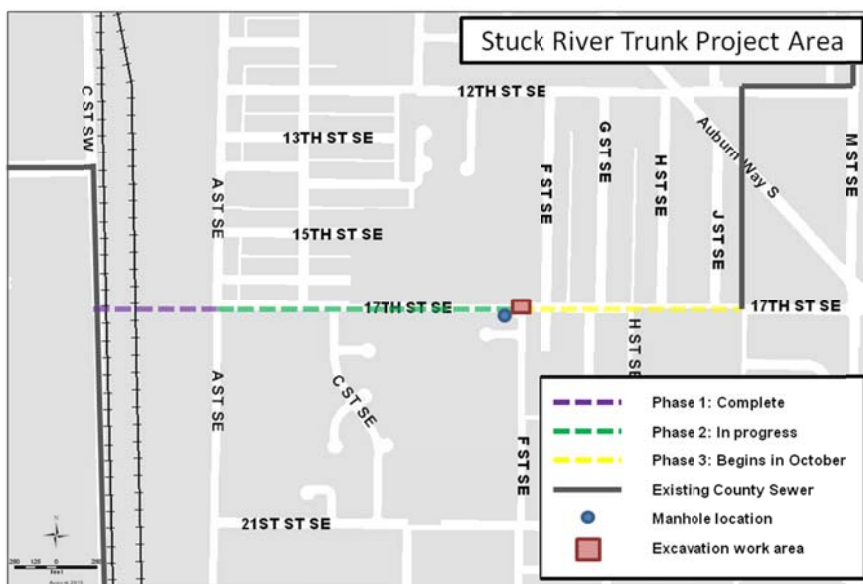 Stuck River Trunk Project Area
C ST SW
12TH ST SE
13TH ST SE
G ST SE
Auburn Way S
M ST SE
A ST SE
F ST SE
H ST SE
J ST SE
15TH ST SE
17TH ST SE
17TH ST SE
H ST SE
A ST SE
C ST SE
F ST SE
21ST ST SE
Phase 1: Complete
Phase 2: In progress
Phase 3: Begins in October
Existing County Sewer
Manhole location
Excavation work area
N
0